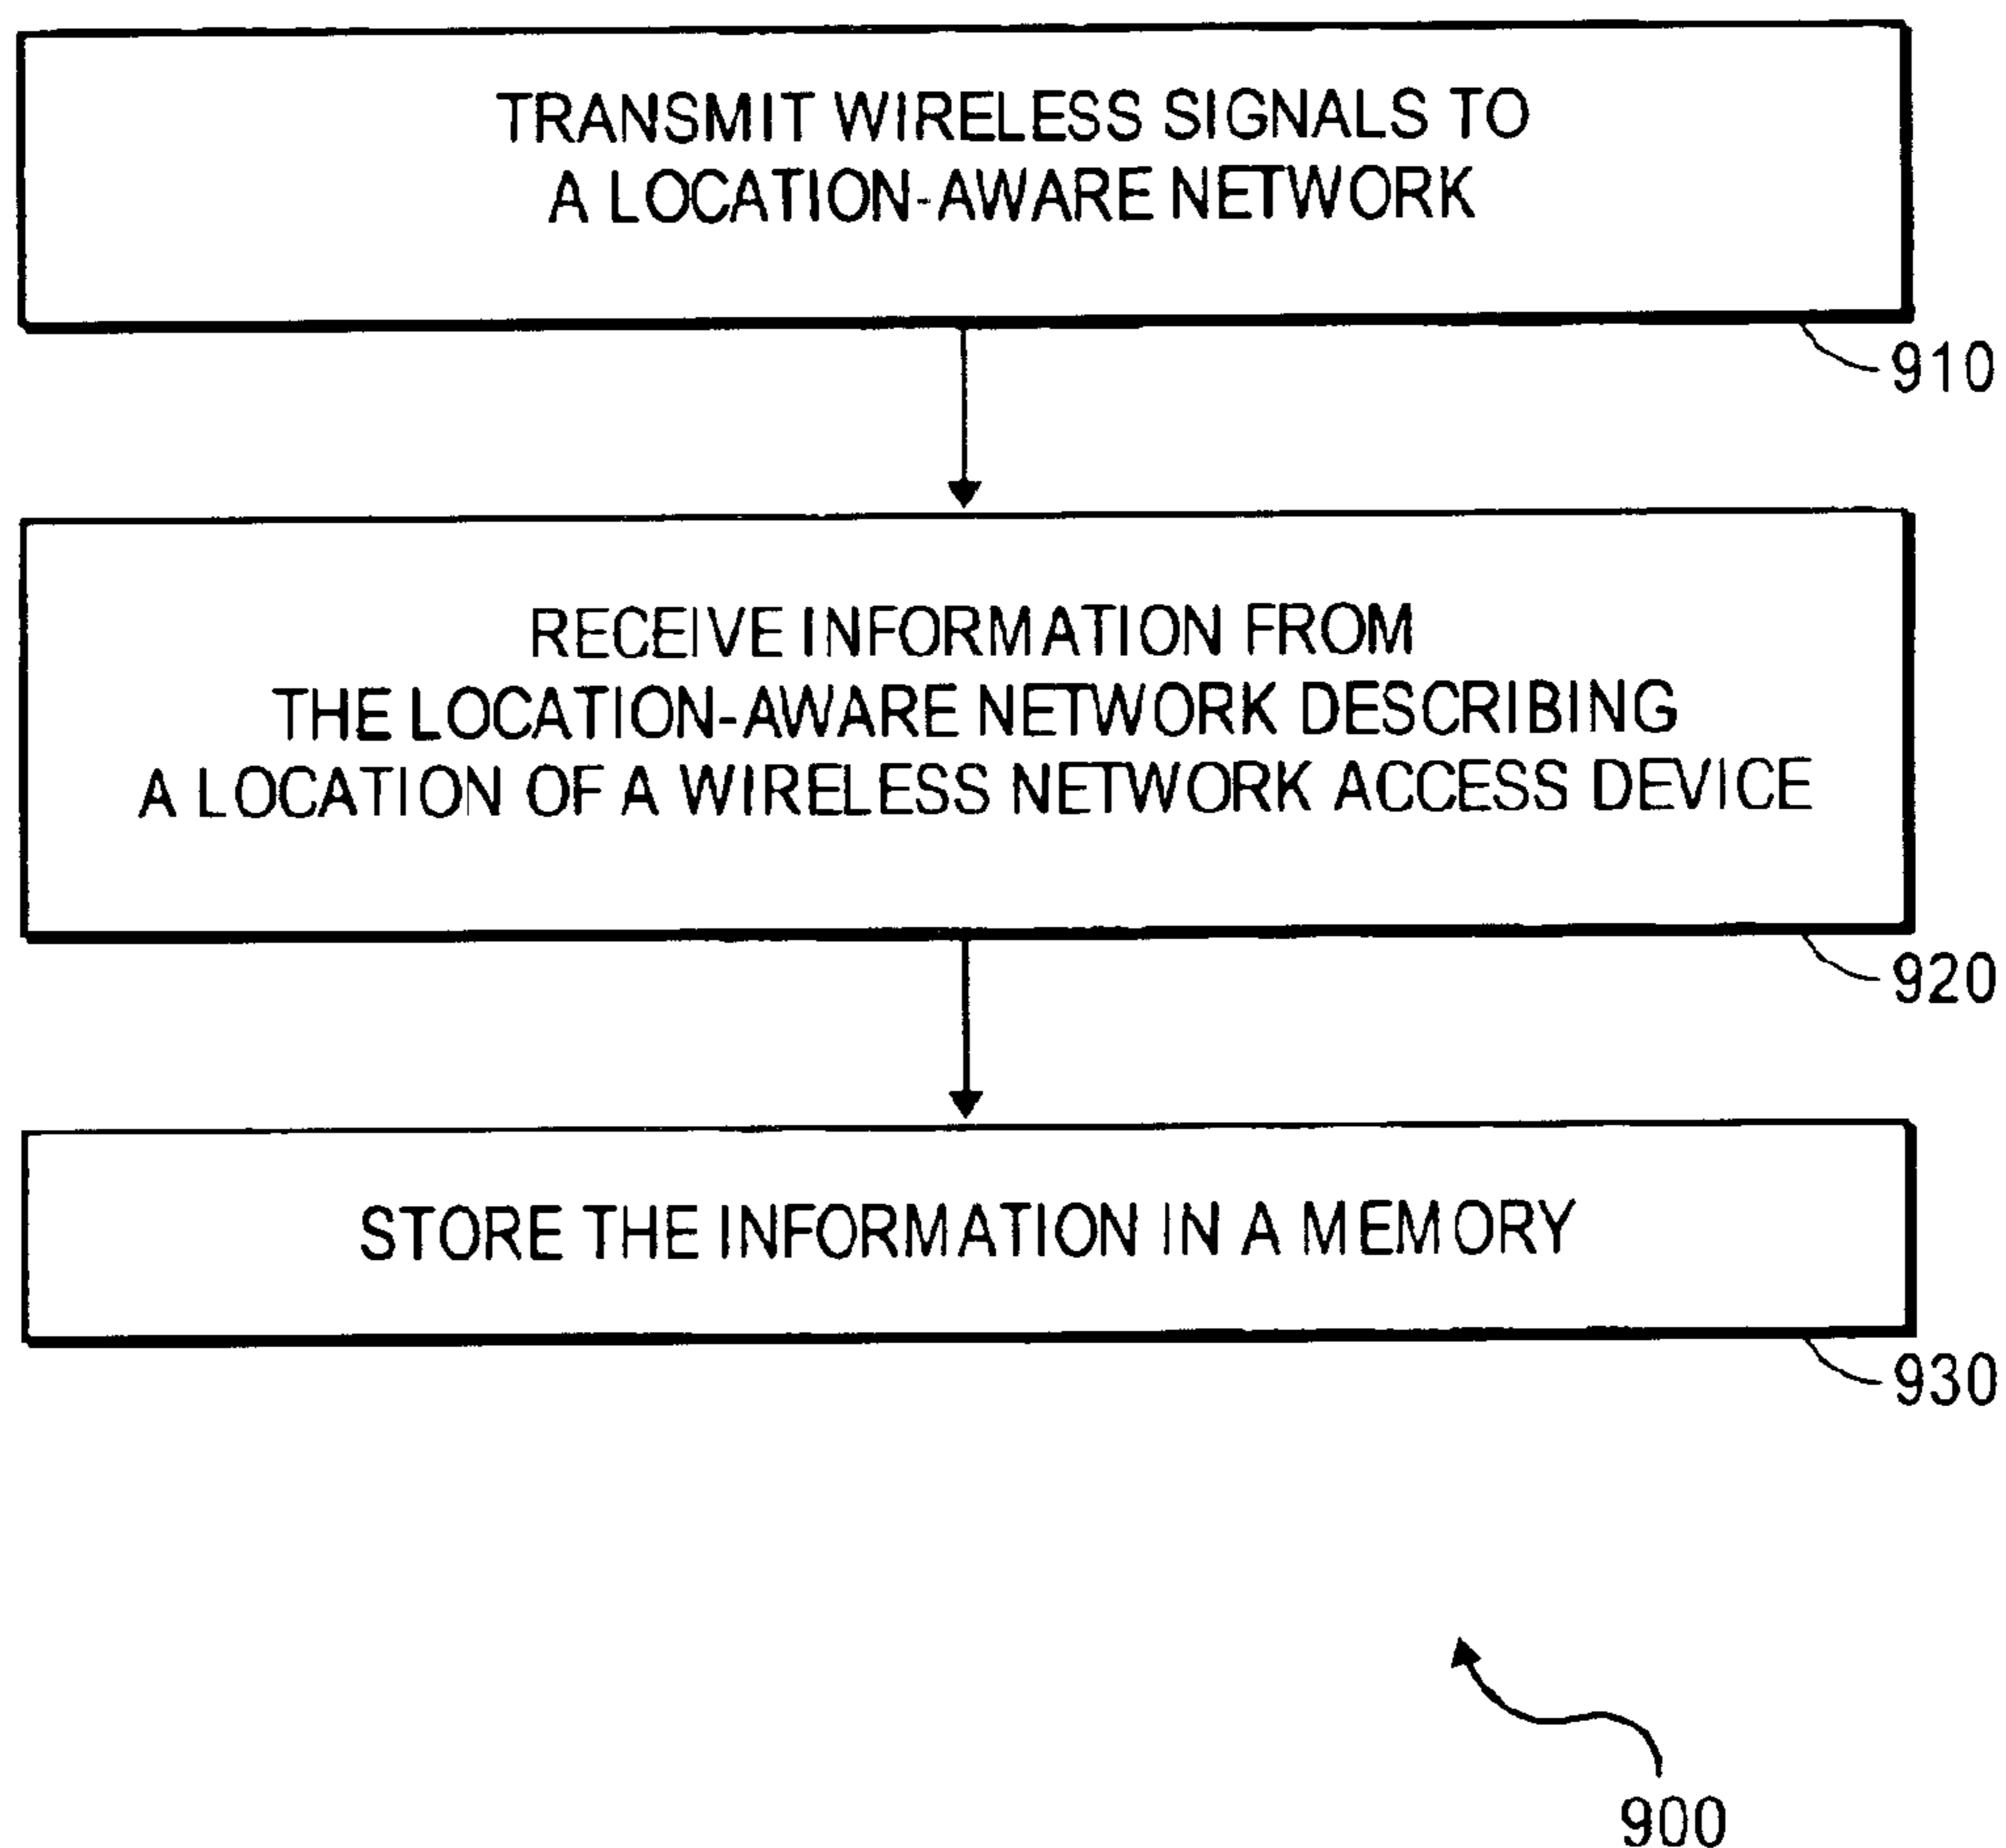 TRANSMIT WIRELESS SIGNALS TO
A LOCATION-AWARE NETWORK
910
RECEIVE INFORMATION FROM
THE LOCATION-AWARE NETWORK DESCRIBING
A LOCATION OF A WIRELESS NETWORK ACCESS DEVICE
920
STORE THE INFORMATION IN A MEMORY
930
900